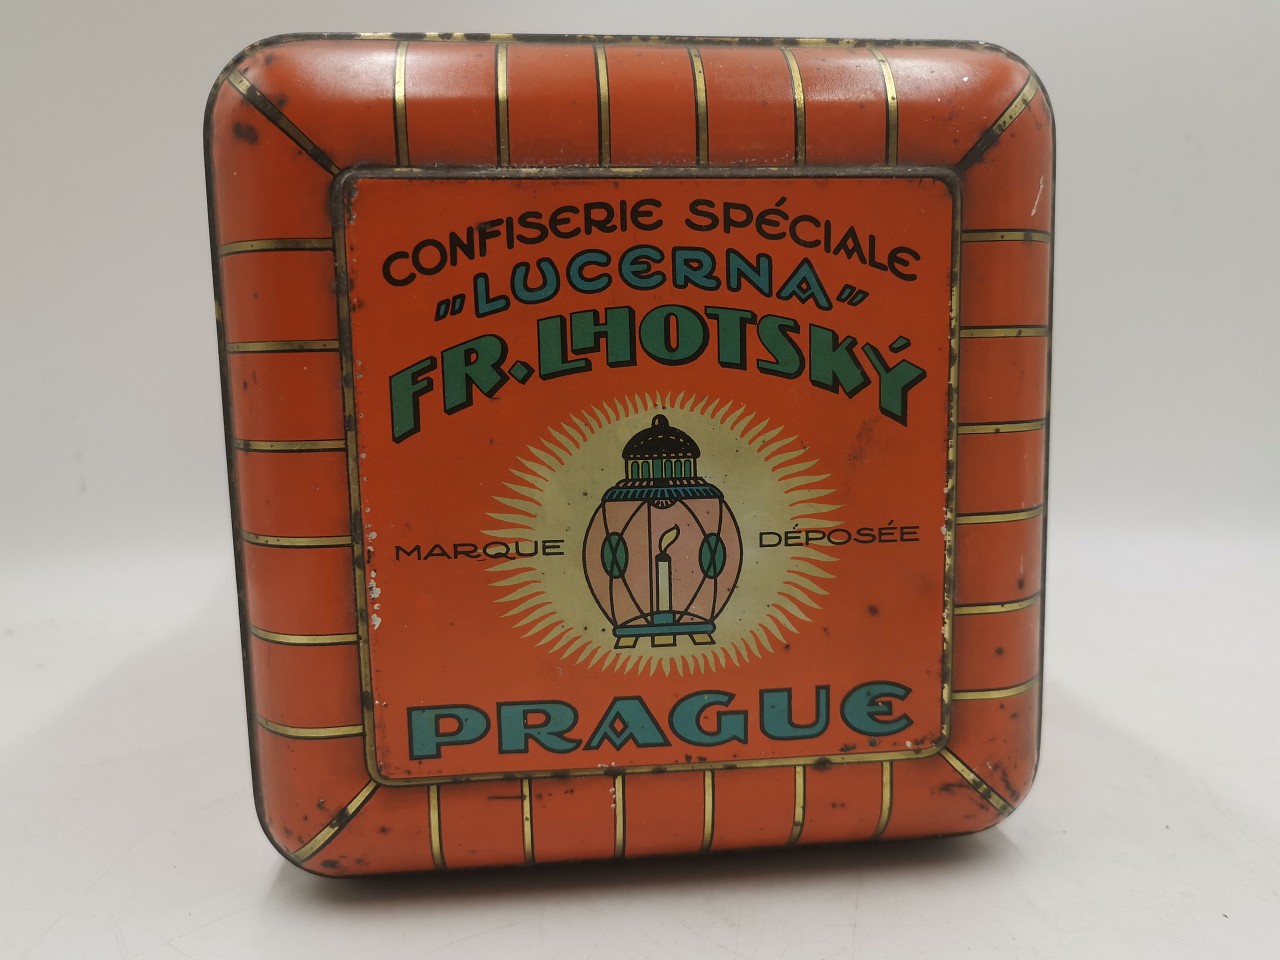 CONFISERIE SPÉCIALE
„LUCERNA”
FR. LHOTSKÝ
MARQUE DÉPOSÉE
PRAGUE